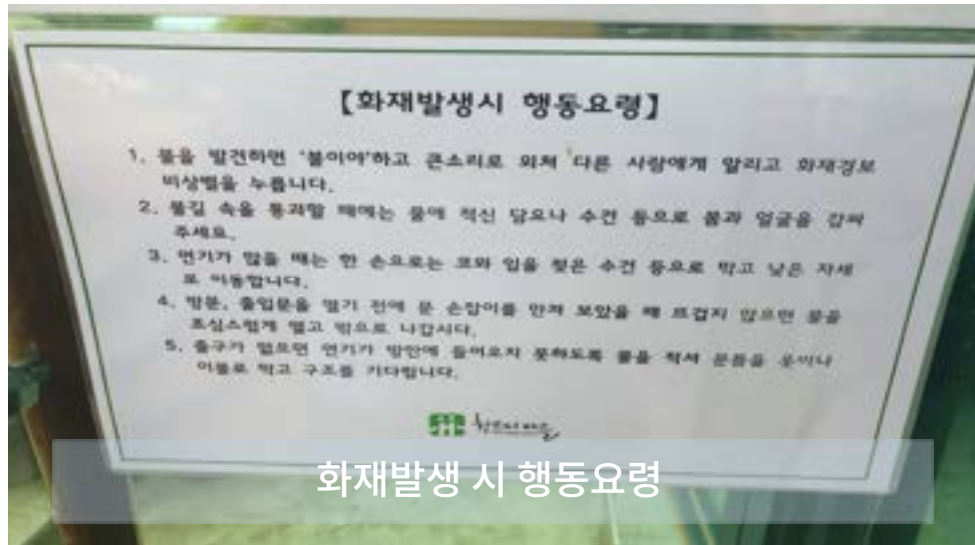 【화재발생시 행동요령】
1. 불을 발견하면 '불이야'하고 큰소리로 외쳐 다른 사람에게 알리고 화재경보
비상벨을 누릅니다.
2. 불길 속을 통과할 때에는 물에 적신 담요나 수건 등으로 몸과 얼굴을 감싸
주세요.
3. 연기가 많을 때는 한 손으로는 코와 입을 젖은 수건 등으로 막고 낮은 자세
로 이동합니다.
4. 방문, 출입문을 열기 전에 문 손잡이를 만져 보았을 때 뜨겁지 않으면 문을
조심스럽게 열고 밖으로 나갑시다.
5. 출구가 없으면 연기가 방안에 들어오지 못하도록 물을 적셔 문틈을 옷이나
이불로 막고 구조를 기다립니다.
화재발생 시 행동요령